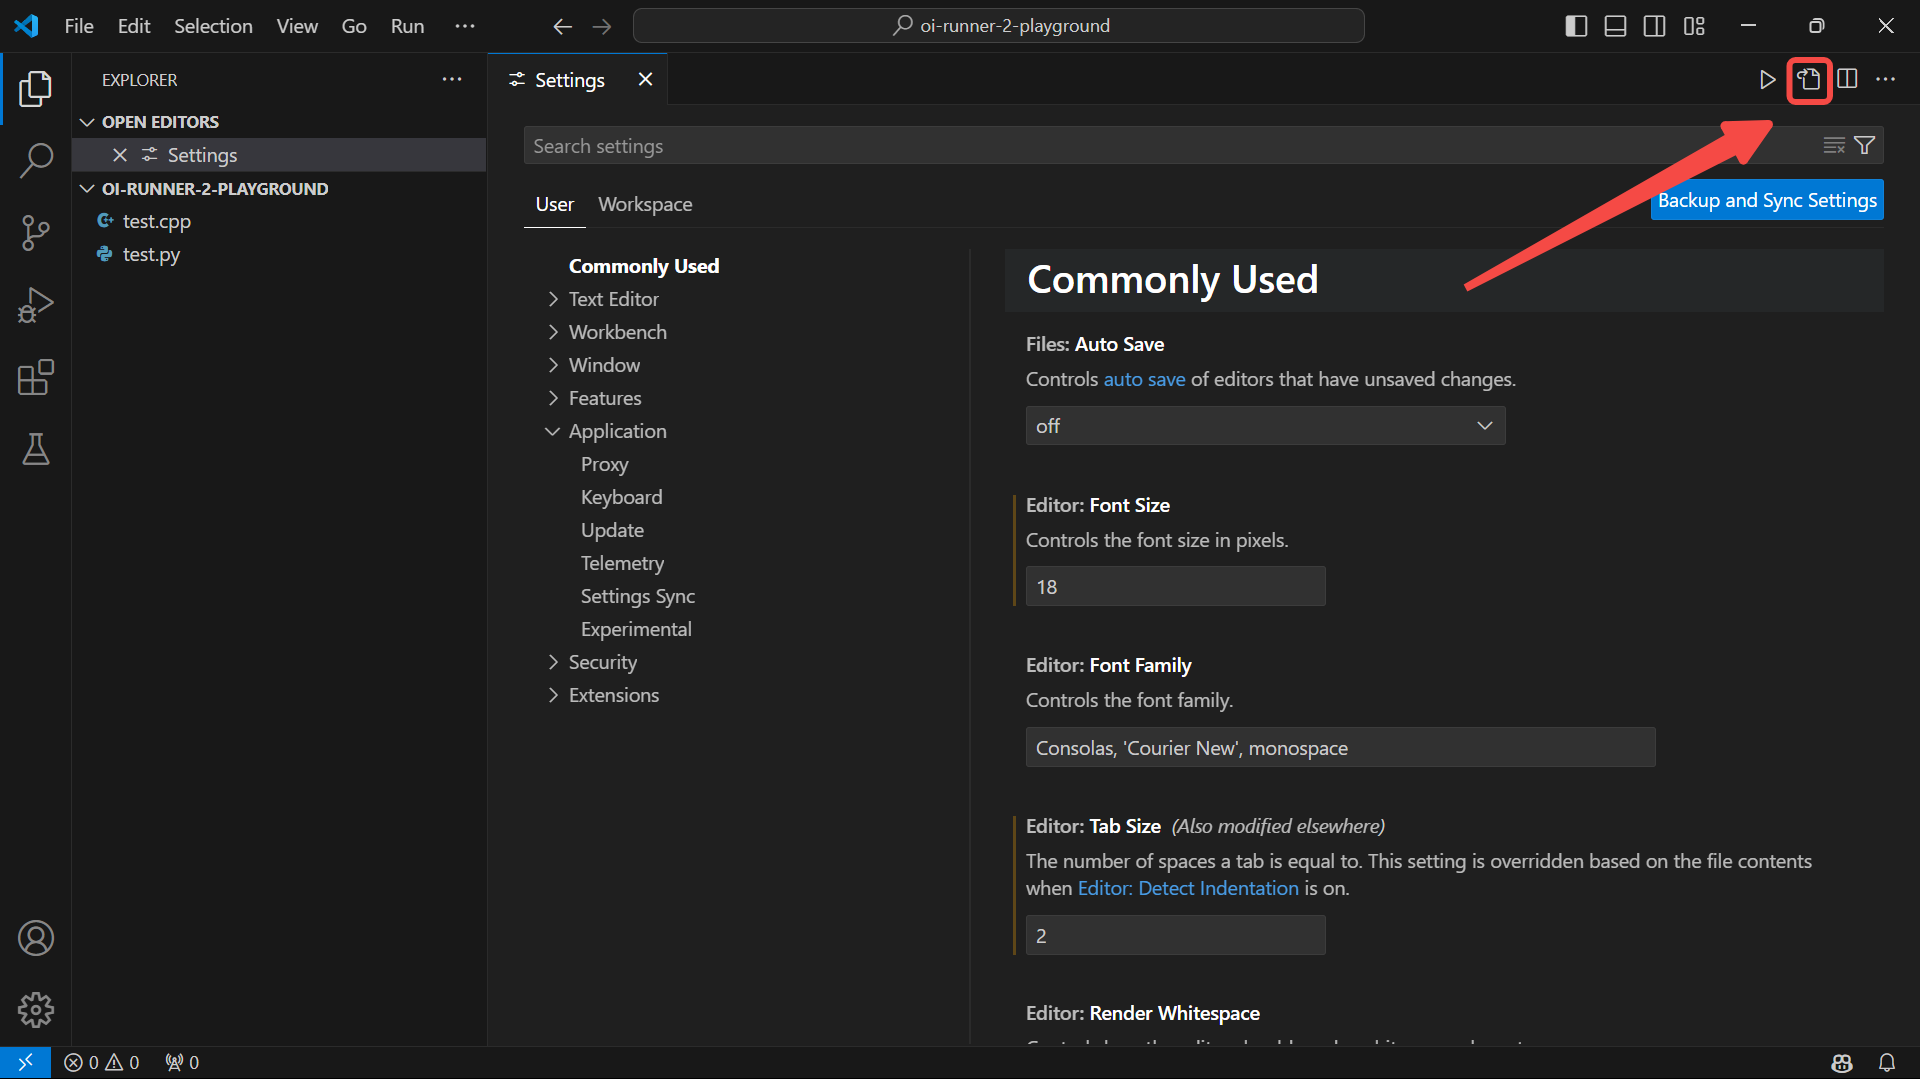 File Edit Selection View Go Run
oi-runner-2-playground
EXPLORER
OPEN EDITORS
Settings
OI-RUNNER-2-PLAYGROUND
test.cpp
test.py
Settings
Search settings
User Workspace
Backup and Sync Settings
Commonly Used
Text Editor
Workbench
Window
Features
Application
Proxy
Keyboard
Update
Telemetry
Settings Sync
Experimental
Security
Extensions
Commonly Used
Files: Auto Save
Controls auto save of editors that have unsaved changes.
off
Editor: Font Size
Controls the font size in pixels.
18
Editor: Font Family
Controls the font family.
Consolas, 'Courier New', monospace
Editor: Tab Size (Also modified elsewhere)
The number of spaces a tab is equal to. This setting is overridden based on the file contents
when Editor: Detect Indentation is on.
2
Editor: Render Whitespace
0 0 0